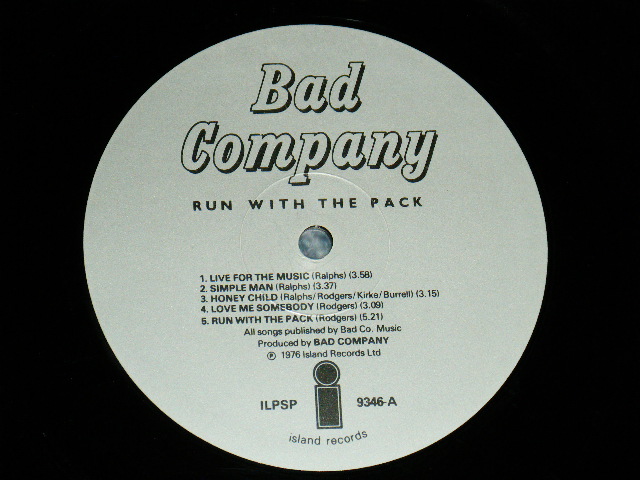 Bad
Company
RUN WITH THE PACK
1. LIVE FOR THE MUSIC (Ralphs) (3.58)
2. SIMPLE MAN (Ralphs) (3.37)
3. HONEY CHILD (Ralphs/Rodgers/Kirke/Burrell) (3.15)
4. LOVE ME SOMEBODY (Rodgers) (3.09)
5. RUN WITH THE PACK (Rodgers) (5.21)
All songs published by Bad Co. Music
Produced by BAD COMPANY
℗ 1976 Island Records Ltd
ILPSP 9346-A
island records